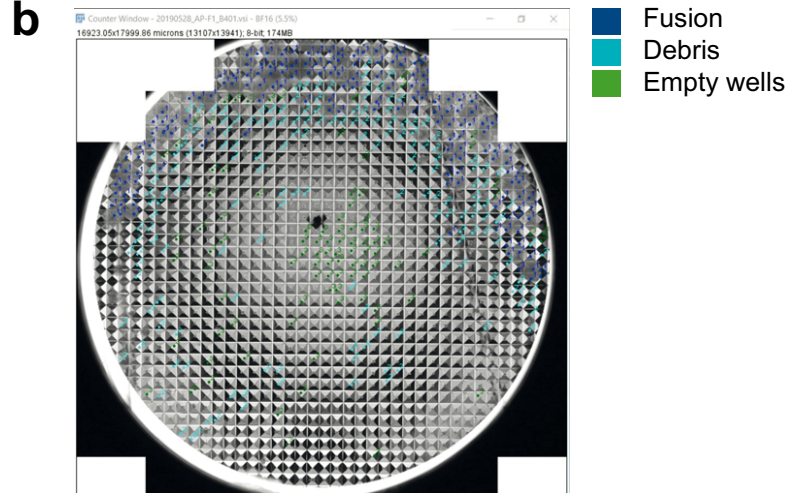 b
Counter Window - 20190528_AP-F1_B401.vsi - BF16 (5.5%)
16923.05x17999.86 microns (13107x13941); 8-bit; 174MB
Fusion
Debris
Empty wells